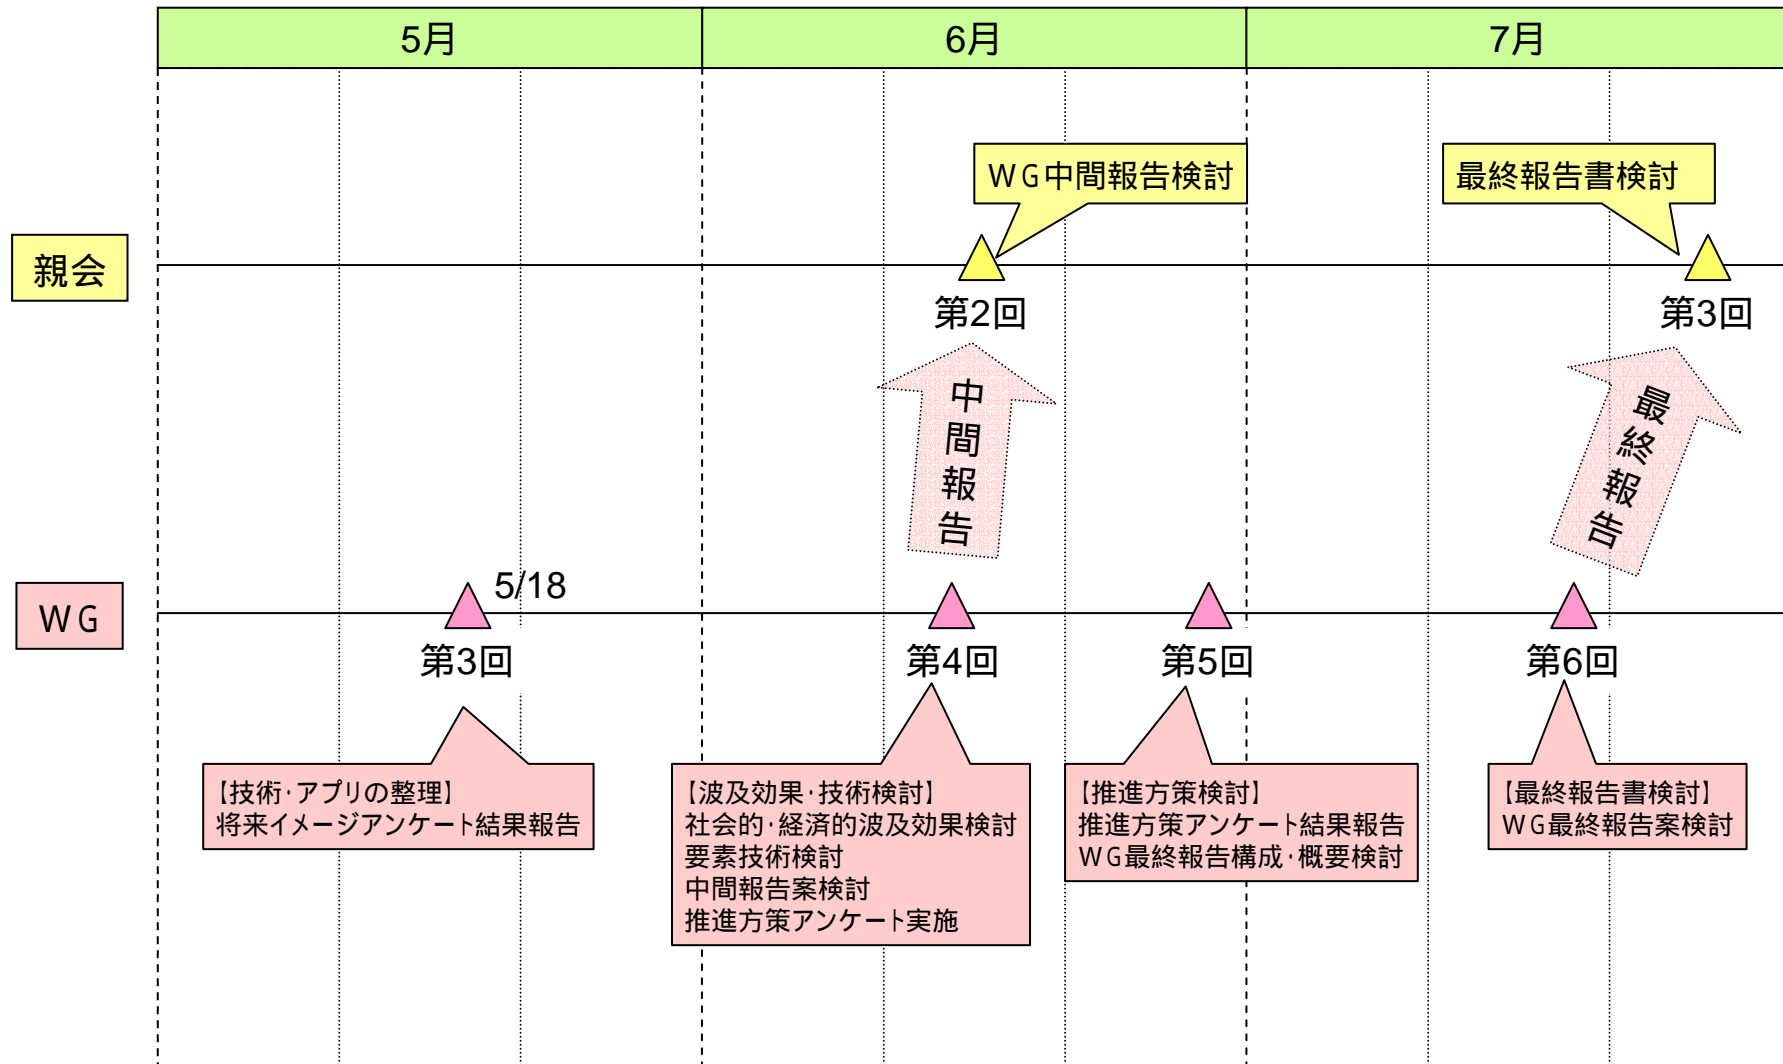 5月
6月
7月
WG中間報告検討
最終報告書検討
親会
第2回
第3回
中間報告
最終報告
5/18
WG
第3回
第4回
第5回
第6回
【技術・アプリの整理】
将来イメージアンケート結果報告
【波及効果・技術検討】
社会的・経済的波及効果検討
要素技術検討
中間報告案検討
推進方策アンケート実施
【推進方策検討】
推進方策アンケート結果報告
WG最終報告構成・概要検討
【最終報告書検討】
WG最終報告案検討